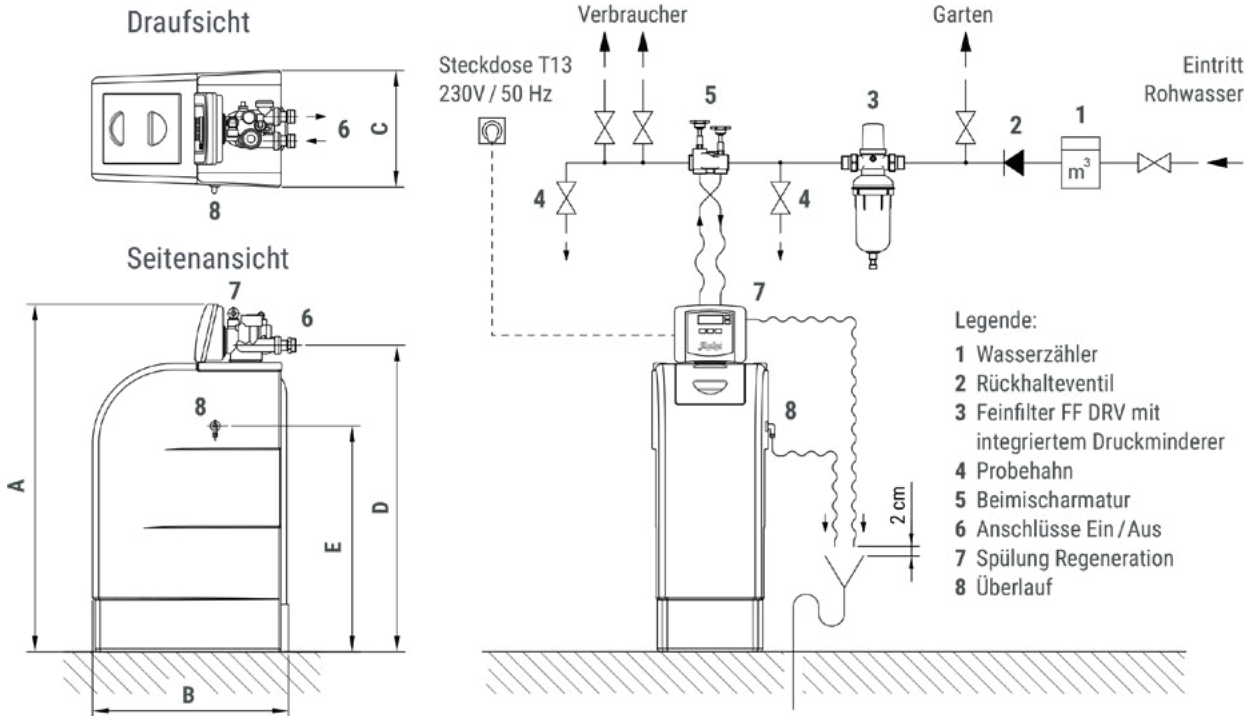 Draufsicht
6
C
8
Seitenansicht
7
6
8
A
B
D
E
Verbraucher
Garten
Steckdose T13
230V / 50 Hz
Eintritt
Rohwasser
5
3
2
1
m³
4
4
7
8
2 cm
Legende:
1 Wasserzähler
2 Rückhalteventil
3 Feinfilter FF DRV mit
integriertem Druckminderer
4 Probehahn
5 Beimischarmatur
6 Anschlüsse Ein / Aus
7 Spülung Regeneration
8 Überlauf